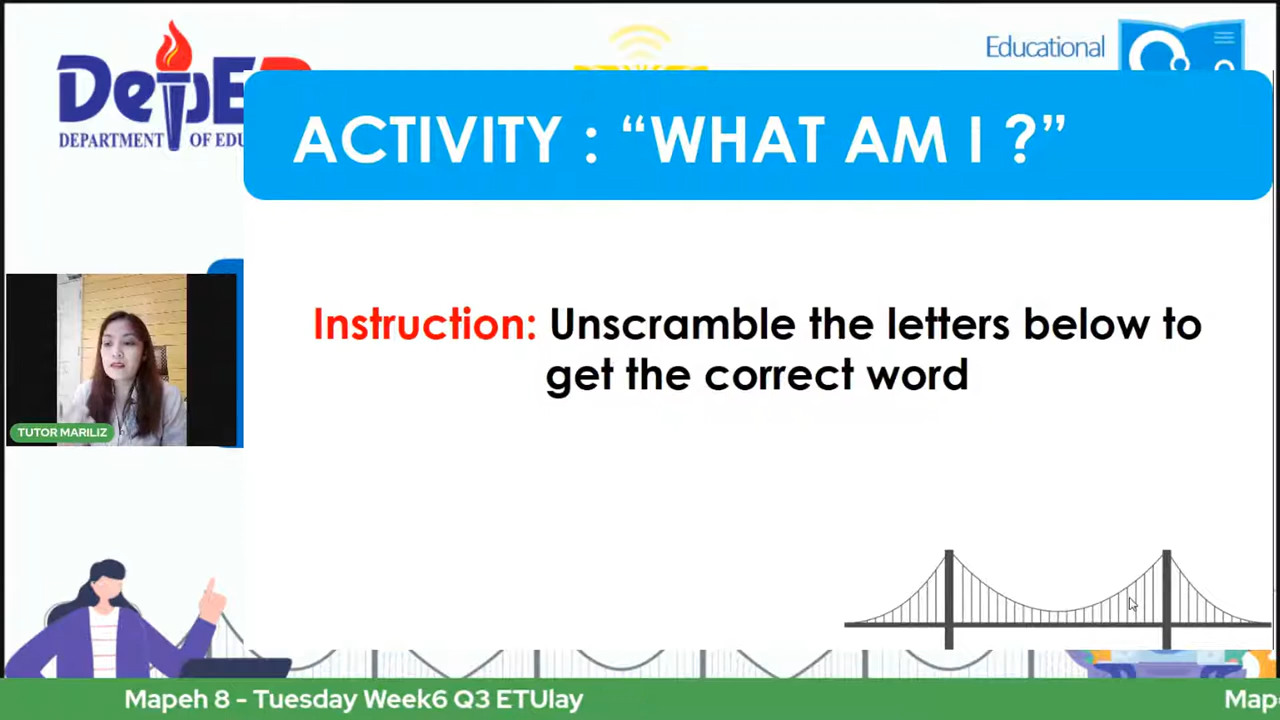 DepED
DEPARTMENT OF EDU
Educational
ACTIVITY : “WHAT AM I ?”
Instruction: Unscramble the letters below to
get the correct word
TUTOR MARILIZ
Mapeh 8 - Tuesday Week6 Q3 ETUlay
Map